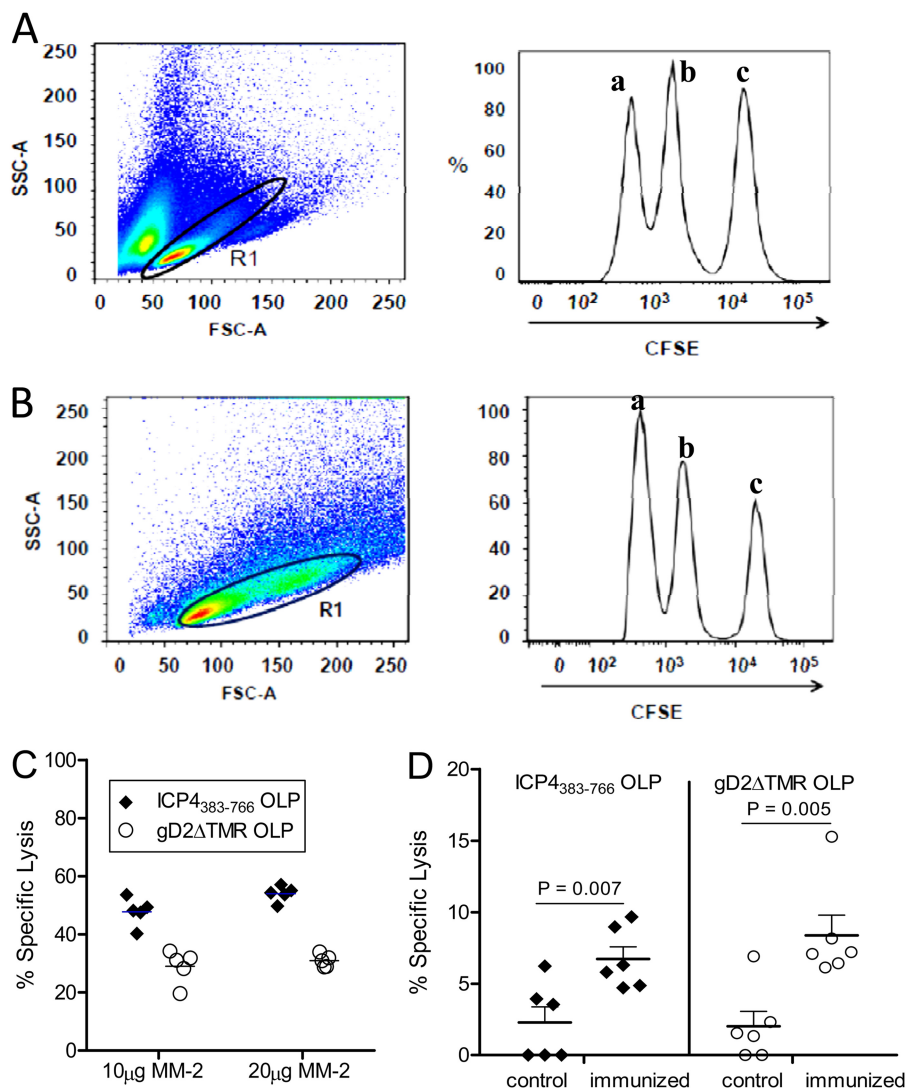 A
250
200
150
100
50
0
SSC-A
R1
0 50 100 150 200 250
FSC-A
a
b
c
100
80
%
60
40
20
0
0 10² 10³ 10⁴ 10⁵
CFSE
B
250
200
150
100
50
0
SSC-A
R1
0 50 100 150 200 250
FSC-A
a
b
c
100
80
60
40
20
0
0 10² 10³ 10⁴ 10⁵
CFSE
C
100
80
60
40
20
0
% Specific Lysis
ICP4₃₈₃₋₇₆₆ OLP
gD2ΔTMR OLP
10μg MM-2 20μg MM-2
D
20
15
10
5
0
% Specific Lysis
ICP4₃₈₃₋₇₆₆ OLP
gD2ΔTMR OLP
P = 0.005
P = 0.007
control immunized control immunized